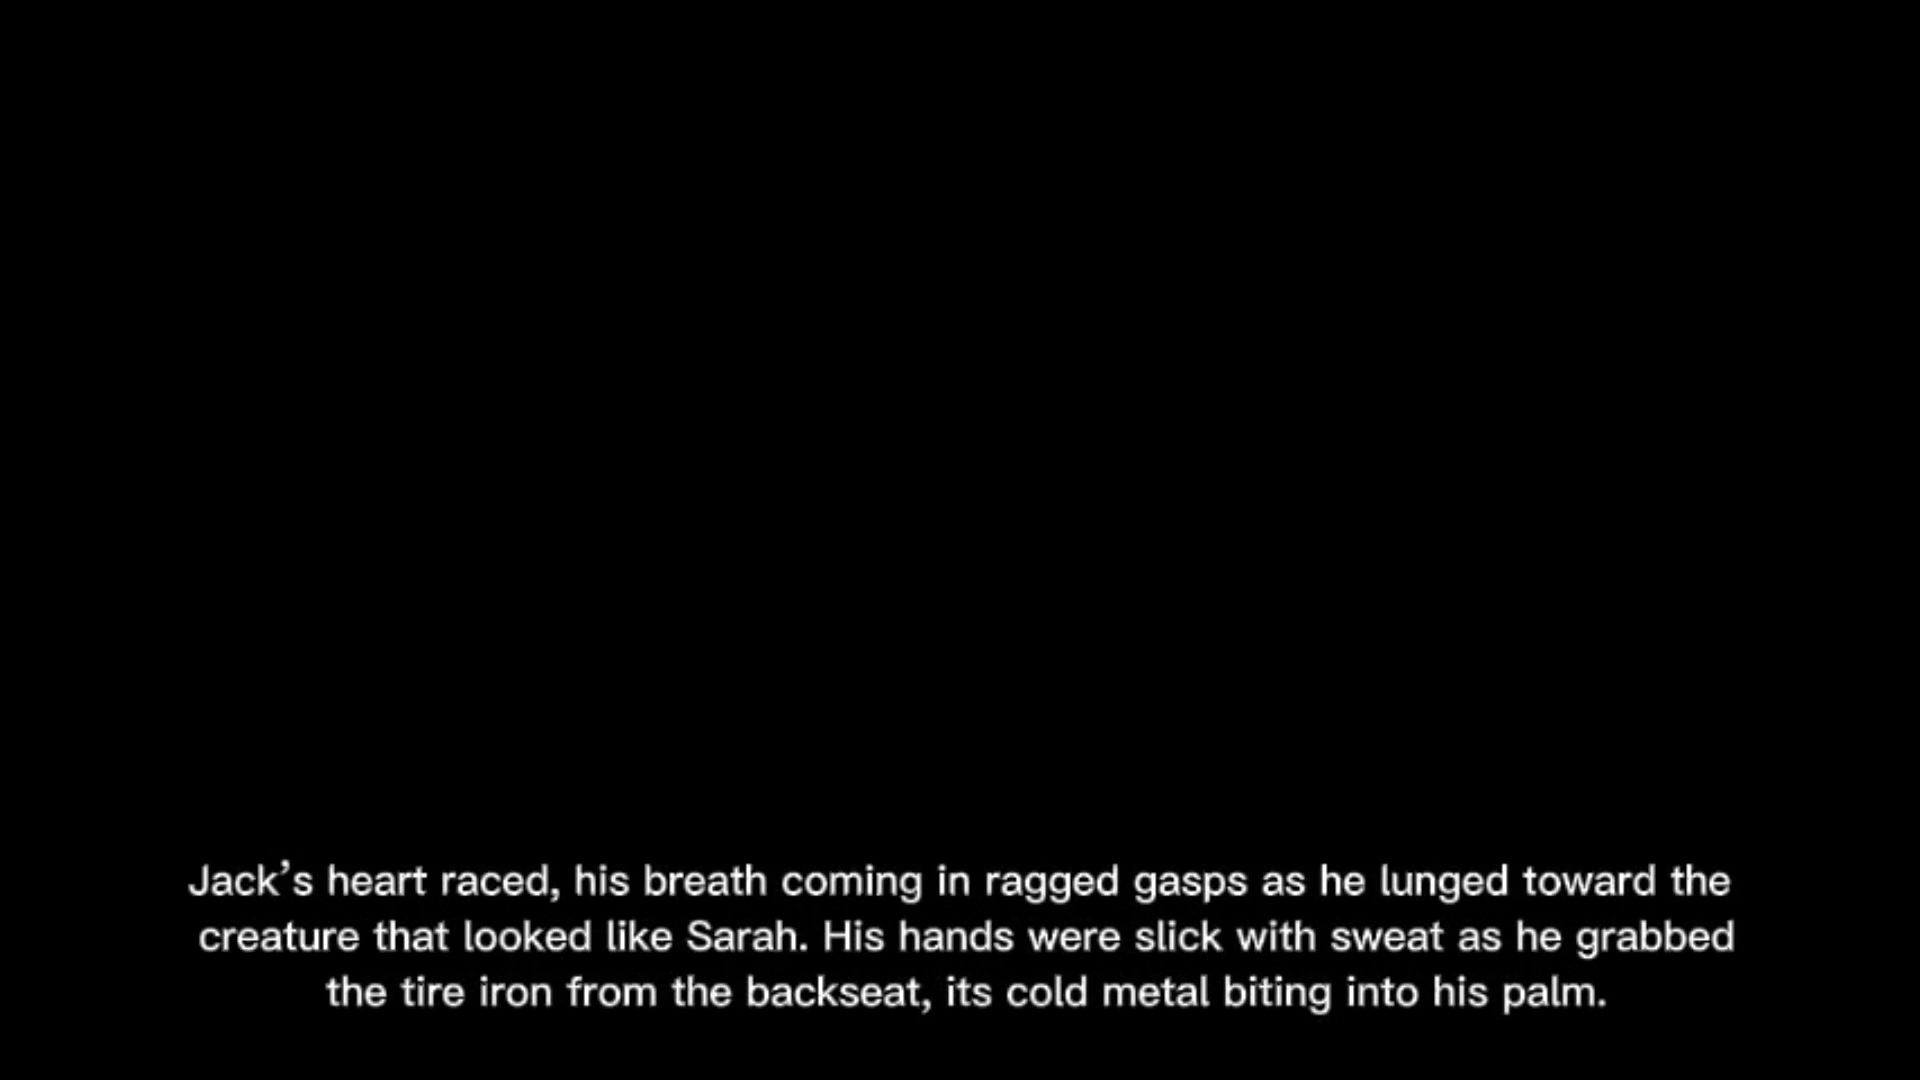 Jack’s heart raced, his breath coming in ragged gasps as he lunged toward the
creature that looked like Sarah. His hands were slick with sweat as he grabbed
the tire iron from the backseat, its cold metal biting into his palm.